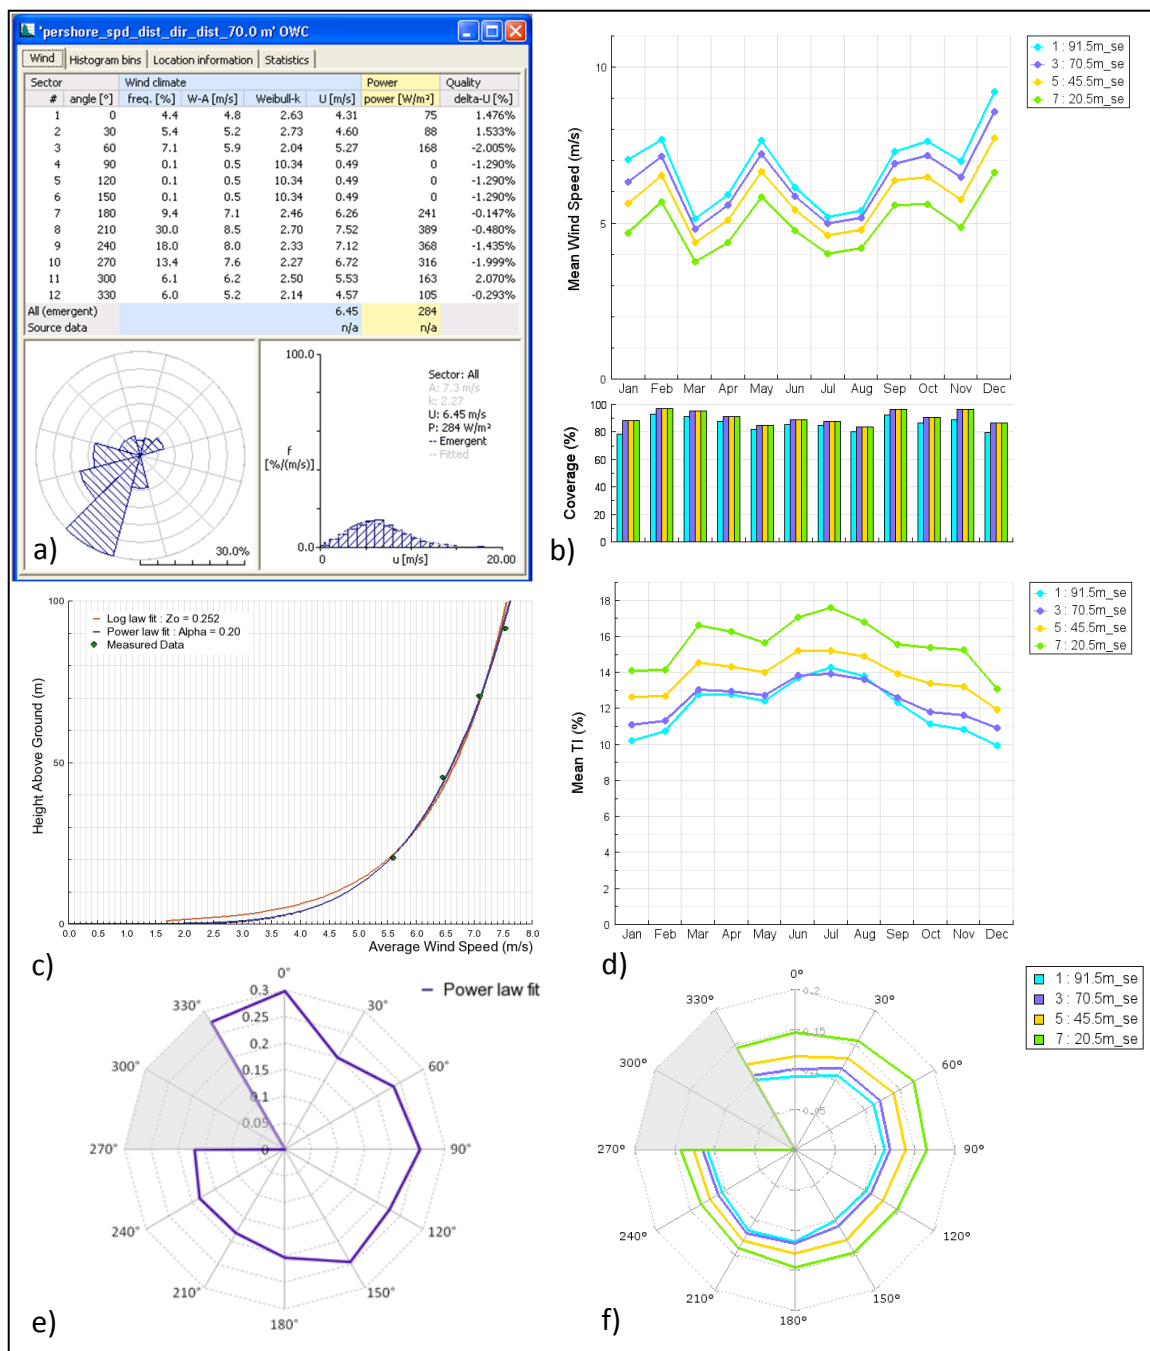 'pershore_spd_dist_dir_dist_70.0 m' OWC
Wind Histogram bins Location information Statistics
Sector Wind climate Power Quality
# angle [°] freq. [%] W-A [m/s] Weibull-k U [m/s] power [W/m²] delta-U [%]
1 0 4.4 4.8 2.63 4.31 75 1.476%
2 30 5.4 5.2 2.73 4.60 88 1.533%
3 60 7.1 5.9 2.04 5.27 168 -2.005%
4 90 0.1 0.5 10.34 0.49 0 -1.290%
5 120 0.1 0.5 10.34 0.49 0 -1.290%
6 150 0.1 0.5 10.34 0.49 0 -1.290%
7 180 9.4 7.1 2.46 6.26 241 -0.147%
8 210 30.0 8.5 2.70 7.52 389 -0.480%
9 240 18.0 8.0 2.33 7.12 368 -1.435%
10 270 13.4 7.6 2.27 6.72 316 -1.999%
11 300 6.1 6.2 2.50 5.53 163 2.070%
12 330 6.0 5.2 2.14 4.57 105 -0.293%
All (emergent) 6.45 284
Source data n/a n/a
30.0%
a)
100.0
f
[%/(m/s)]
0.0
0 u [m/s] 20.00
Sector: All
A: 7.3 m/s
k: 2.27
U: 6.45 m/s
P: 284 W/m²
-- Emergent
-- Fitted
Mean Wind Speed (m/s)
10
5
0
Jan Feb Mar Apr May Jun Jul Aug Sep Oct Nov Dec
1 : 91.5m_se
3 : 70.5m_se
5 : 45.5m_se
7 : 20.5m_se
Coverage (%)
100
80
60
40
20
0
b)
Height Above Ground (m)
100
50
0
Log law fit : Zo = 0.252
Power law fit : Alpha = 0.20
Measured Data
0.0 0.5 1.0 1.5 2.0 2.5 3.0 3.5 4.0 4.5 5.0 5.5 6.0 6.5 7.0 7.5 8.0
Average Wind Speed (m/s)
c)
Mean TI (%)
18
16
14
12
10
8
6
4
2
0
Jan Feb Mar Apr May Jun Jul Aug Sep Oct Nov Dec
1 : 91.5m_se
3 : 70.5m_se
5 : 45.5m_se
7 : 20.5m_se
d)
Power law fit
0°
30°
60°
90°
120°
150°
180°
210°
240°
270°
300°
330°
0.3
0.25
0.2
0.15
0.1
0.05
0
e)
0°
30°
60°
90°
120°
150°
180°
210°
240°
270°
300°
330°
0.2
0.15
0.05
1 : 91.5m_se
3 : 70.5m_se
5 : 45.5m_se
7 : 20.5m_se
f)